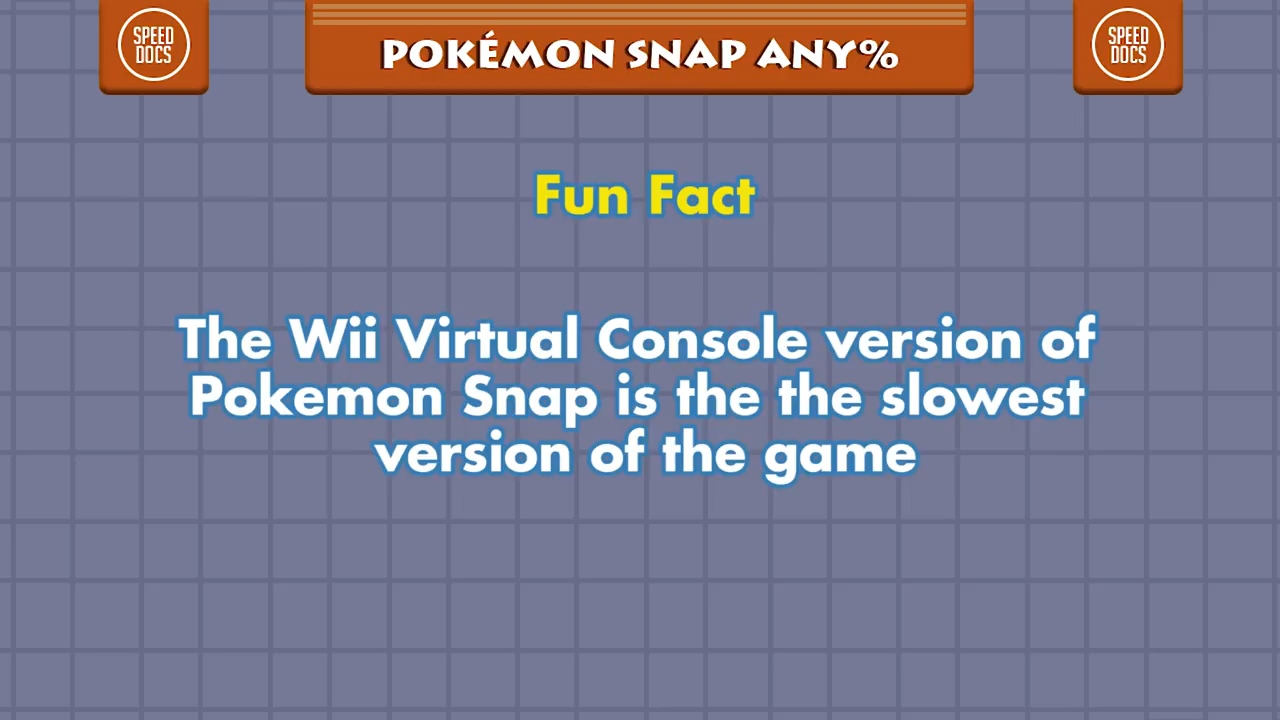 SPEED
DOCS
POKÉMON SNAP ANY%
SPEED
DOCS
Fun Fact
The Wii Virtual Console version of
Pokemon Snap is the the slowest
version of the game